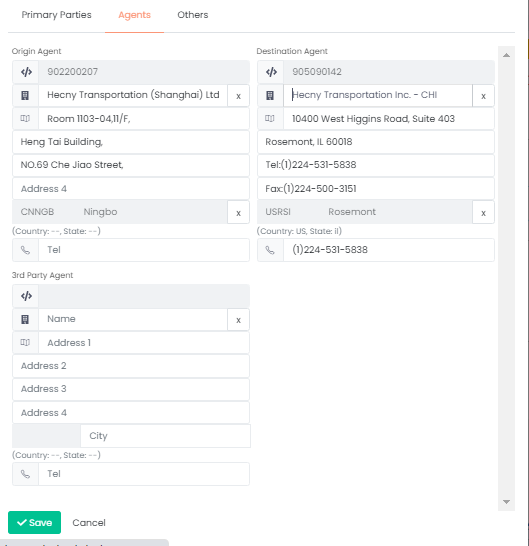 Primary Parties
Agents
Others
Origin Agent
</> 902200207
Hecny Transportation (Shanghai) Ltd x
Room 1103-04,11/F,
Heng Tai Building,
NO.69 Che Jiao Street,
Address 4
CNNGB Ningbo x
(Country: --, State: --)
Tel
Destination Agent
</> 905090142
Hecny Transportation Inc. - CHI x
10400 West Higgins Road, Suite 403
Rosemont, IL 60018
Tel:(1)224-531-5838
Fax:(1)224-500-3151
USRSI Rosemont x
(Country: US, State: il)
(1)224-531-5838
3rd Party Agent
</>
Name x
Address 1
Address 2
Address 3
Address 4
City
(Country: --, State: --)
Tel
Save
Cancel